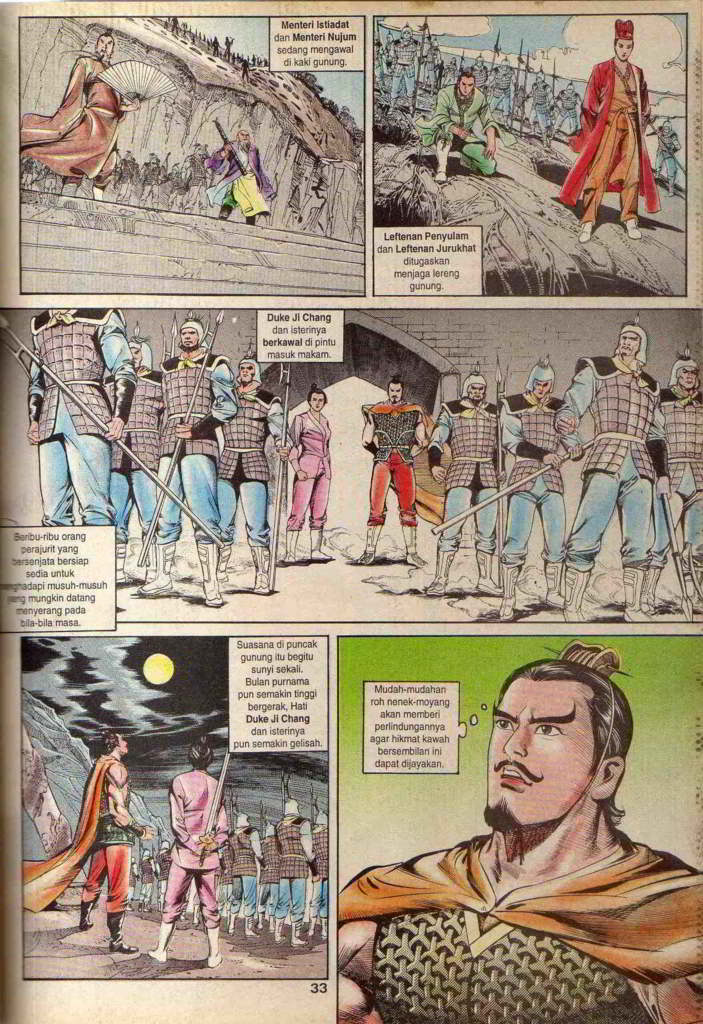 Menteri Istiadat
dan Menteri Nujum
sedang mengawal
di kaki gunung.
Leftenan Penyulam
dan Leftenan Jurukhat
ditugaskan
menjaga lereng
gunung.
Duke Ji Chang
dan isterinya
berkawal di pintu
masuk makam.
Beribu-ribu orang
perajurit yang
bersenjata bersiap
sedia untuk
menghadapi musuh-musuh
yang mungkin datang
menyerang pada
bila-bila masa.
Suasana di puncak
gunung itu begitu
sunyi sekali.
Bulan purnama
pun semakin tinggi
bergerak, Hati
Duke Ji Chang
dan isterinya
pun semakin gelisah.
Mudah-mudahan
roh nenek-moyang
akan memberi
perlindungannya
agar hikmat kawah
bersembilan ini
dapat dijayakan.
33